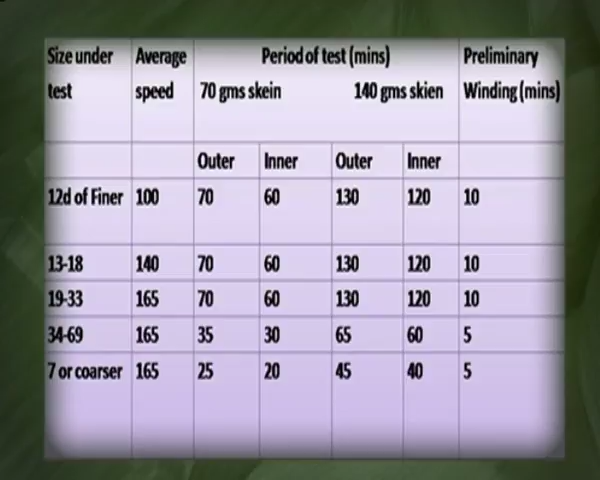 Size under test Average speed Period of test (mins) Preliminary Winding (mins)
70 gms skein 140 gms skien
Outer Inner Outer Inner
12d of Finer 100 70 60 130 120 10
13-18 140 70 60 130 120 10
19-33 165 70 60 130 120 10
34-69 165 35 30 65 60 5
7 or coarser 165 25 20 45 40 5